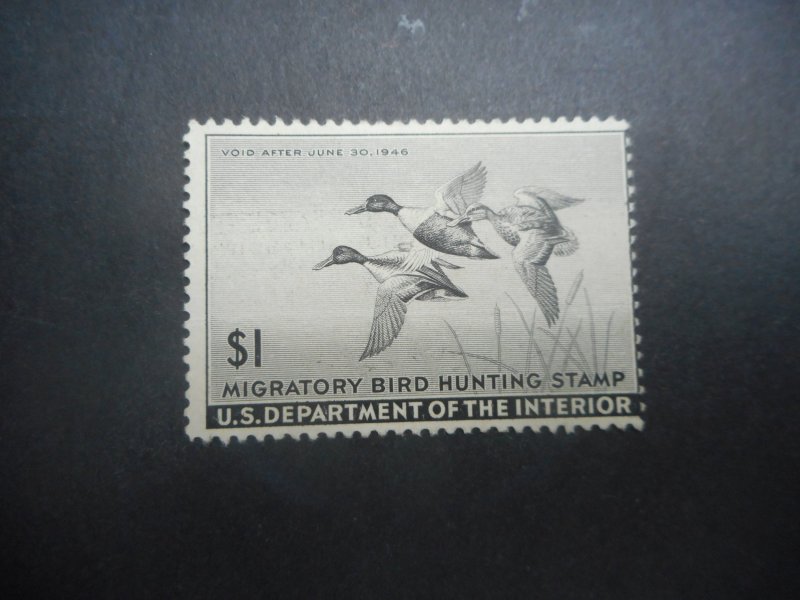 VOID AFTER JUNE 30, 1946
$1
MIGRATORY BIRD HUNTING STAMP
U.S. DEPARTMENT OF THE INTERIOR